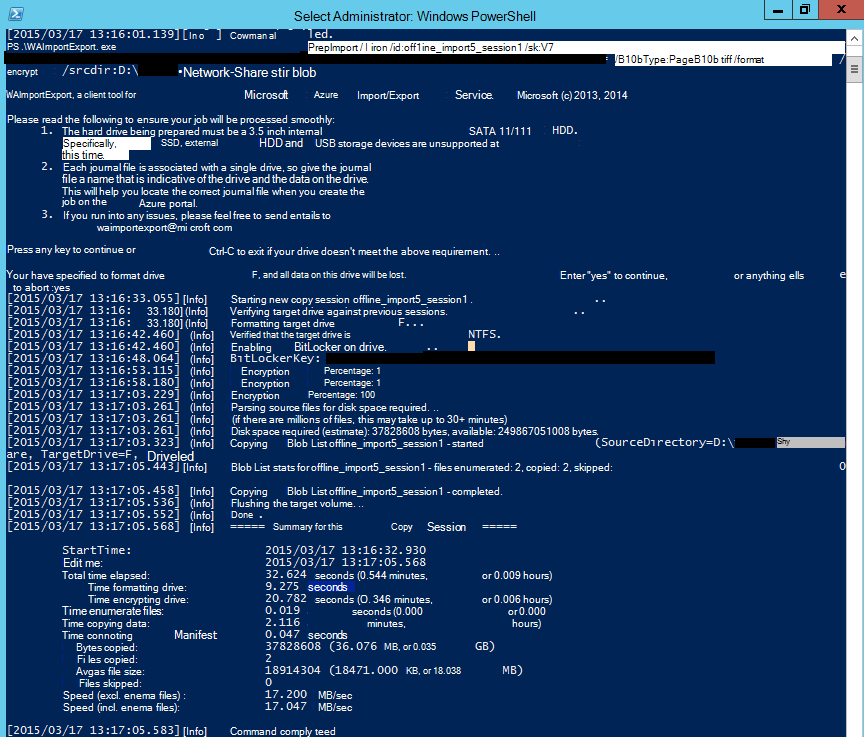 Select Administrator: Windows PowerShell
[2015/03/17 13:16:01.139] [Ino ] Cowmanal led.
PS .\WAImportExport. exe PrepImport / l iron /id:off1ine_import5_session1 /sk:V7
: /B10bType:PageB10b tiff /format /
encrypt /srcdir:D:\ •Network-Share stir blob
WAImportExport, a client tool for Microsoft Azure Import/Export Service. Microsoft (c) 2013, 2014
Please read the following to ensure your job will be processed smoothly:
1. The hard drive being prepared must be a 3.5 inch internal SATA 11/111 HDD.
Specifically, SSD, external HDD and USB storage devices are unsupported at
this time.
2. Each journal file is associated with a single drive, so give the journal
file a name that is indicative of the drive and the data on the drive.
This will help you locate the correct journal file when you create the
job on the Azure portal.
3. If you run into any issues, please feel free to send entails to
waimportexport@mi croft com
Press any key to continue or Ctrl-C to exit if your drive doesn't meet the above requirement. ..
Your have specified to format drive F, and all data on this drive will be lost. Enter "yes" to continue, or anything ells e
to abort :yes
[2015/03/17 13:16:33.055] [Info] Starting new copy session offline_import5_session1 . ..
[2015/03/17 13:16: 33.180] (Info) Verifying target drive against previous sessions. ..
[2015/03/17 13:16: 33.180] (Info) Formatting target drive F...
[2015/03/17 13:16:42.460] (Info) Verified that the target drive is NTFS.
[2015/03/17 13:16:42.460] (Info) Enabling BitLocker on drive. ..
[2015/03/17 13:16:48.064] (Info) BitLockerKey:
[2015/03/17 13:16:53.115] [Info] Encryption Percentage: 1
[2015/03/17 13:16:58.180] [Info] Encryption Percentage: 1
[2015/03/17 13:17:03.229] [Info] Encryption Percentage: 100
[2015/03/17 13:17:03.261] (Info) Parsing source files for disk space required. ..
[2015/03/17 13:17:03.261] (Info) (if there are millions of files, this may take up to 30+ minutes)
[2015/03/17 13:17:03.261] (Info) Disk space required (estimate): 37828608 bytes, available: 249867051008 bytes.
[2015/03/17 13:17:03.323] [Info] Copying Blob List offline_import5_session1 - started (SourceDirectory=D:\ Shy
are, TargetDrive=F, Driveled
[2015/03/17 13:17:05.443] [Info] Blob List stats for offline_import5_session1 - files enumerated: 2, copied: 2, skipped: 0
[2015/03/17 13:17:05.458] [Info] Copying Blob List offline_import5_session1 - completed.
[2015/03/17 13:17:05.536] (Info) Flushing the target volume. ..
[2015/03/17 13:17:05.552] (Info) Done .
[2015/03/17 13:17:05.568] [Info] ===== Summary for this Copy Session =====
StartTime: 2015/03/17 13:16:32.930
Edit me: 2015/03/17 13:17:05.568
Total time elapsed: 32.624 seconds (0.544 minutes, or 0.009 hours)
Time formatting drive: 9.275 seconds
Time encrypting drive: 20.782 seconds (O. 346 minutes, or 0.006 hours)
Time enumerate files: 0.019 seconds (0.000 or 0.000
Time copying data: 2.116 minutes, hours)
Time connoting Manifest 0.047 seconds
Bytes copied: 37828608 (36.076 MB, or 0.035 GB)
Fi les copied: 2
Avgas file size: 18914304 (18471.000 KB, or 18.038 MB)
Files skipped: 0
Speed (excl. enema files) : 17.200 MB/sec
Speed (incl. enema files): 17.047 MB/sec
[2015/03/17 13:17:05.583] [Info] Command comply teed